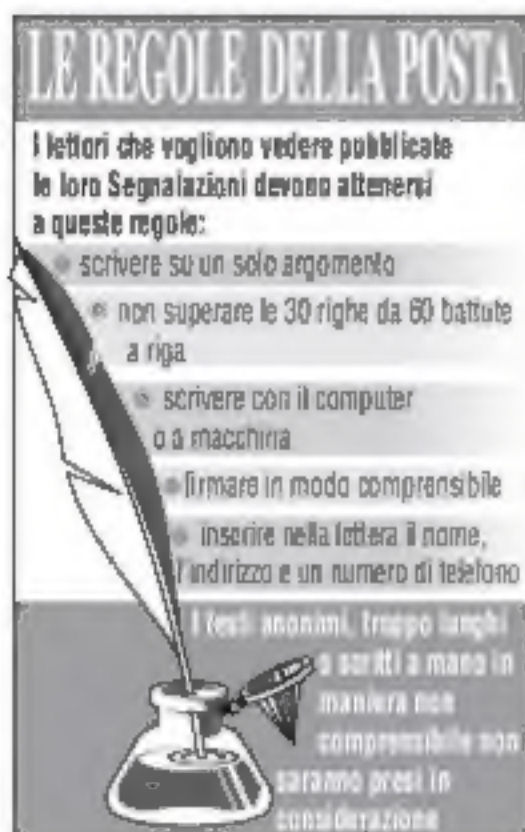 LE REGOLE DELLA POSTA
I lettori che vogliono vedere pubblicate
le loro Segnalazioni devono attenersi
a queste regole:
• scrivere su un solo argomento
• non superare le 30 righe da 60 battute
a riga
• scrivere con il computer
o a macchina
• firmare in modo comprensibile
• inserire nella lettera il nome,
l'indirizzo e un numero di telefono
I testi anonimi, troppo lunghi
o scritti a mano in
maniera non
comprensibile non
saranno presi in
considerazione